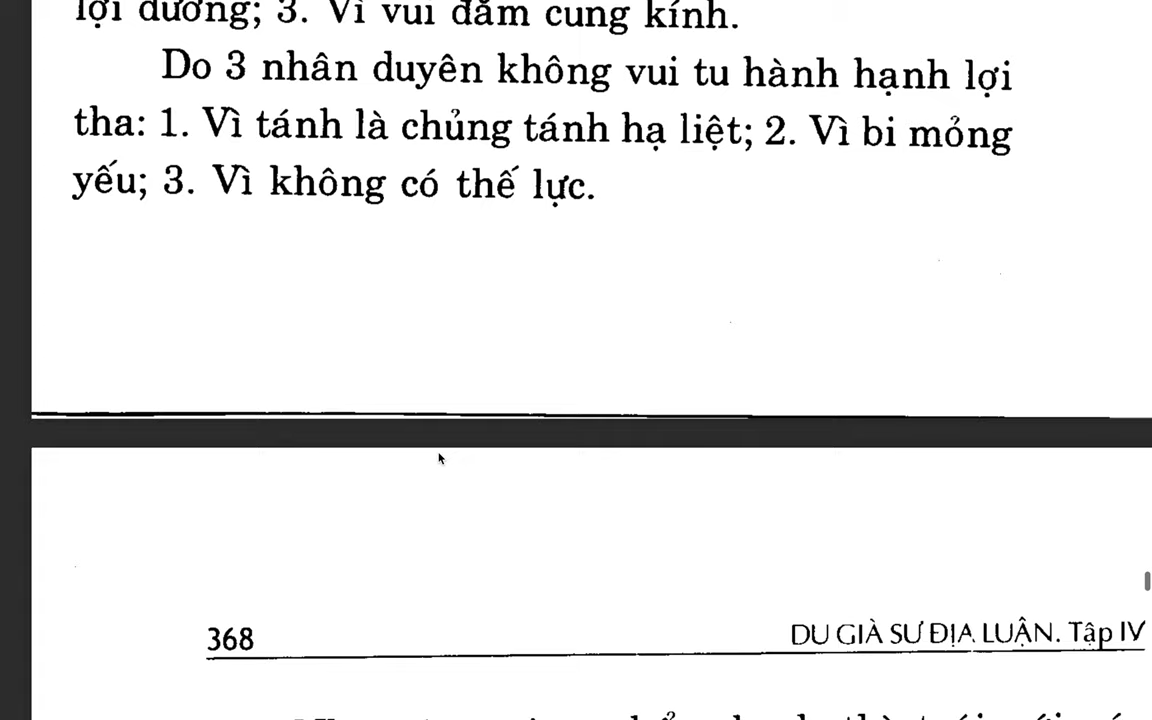 lợi dưỡng; 3. Vì vui đắm cung kính.
Do 3 nhân duyên không vui tu hành hạnh lợi
tha: 1. Vì tánh là chủng tánh hạ liệt; 2. Vì bi mỏng
yếu; 3. Vì không có thế lực.
368 DU GIÀ SƯ ĐỊA LUẬN. Tập IV